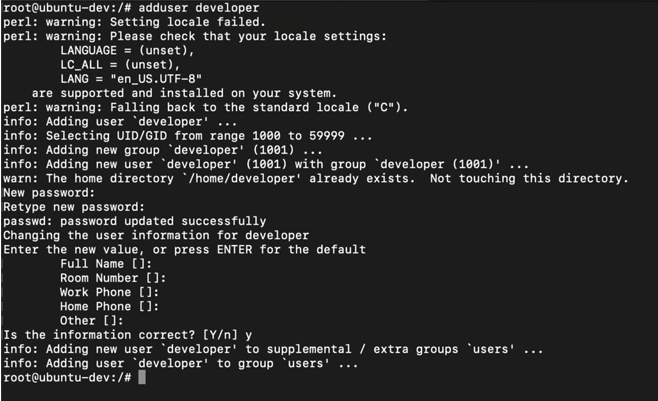 root@ubuntu-dev:/# adduser developer
perl: warning: Setting locale failed.
perl: warning: Please check that your locale settings:
        LANGUAGE = (unset),
        LC_ALL = (unset),
        LANG = "en_US.UTF-8"
    are supported and installed on your system.
perl: warning: Falling back to the standard locale ("C").
info: Adding user `developer' ...
info: Selecting UID/GID from range 1000 to 59999 ...
info: Adding new group `developer' (1001) ...
info: Adding new user `developer' (1001) with group `developer (1001)' ...
warn: The home directory `/home/developer' already exists.  Not touching this directory.
New password:
Retype new password:
passwd: password updated successfully
Changing the user information for developer
Enter the new value, or press ENTER for the default
        Full Name []:
        Room Number []:
        Work Phone []:
        Home Phone []:
        Other []:
Is the information correct? [Y/n] y
info: Adding new user `developer' to supplemental / extra groups `users' ...
info: Adding user `developer' to group `users' ...
root@ubuntu-dev:/#